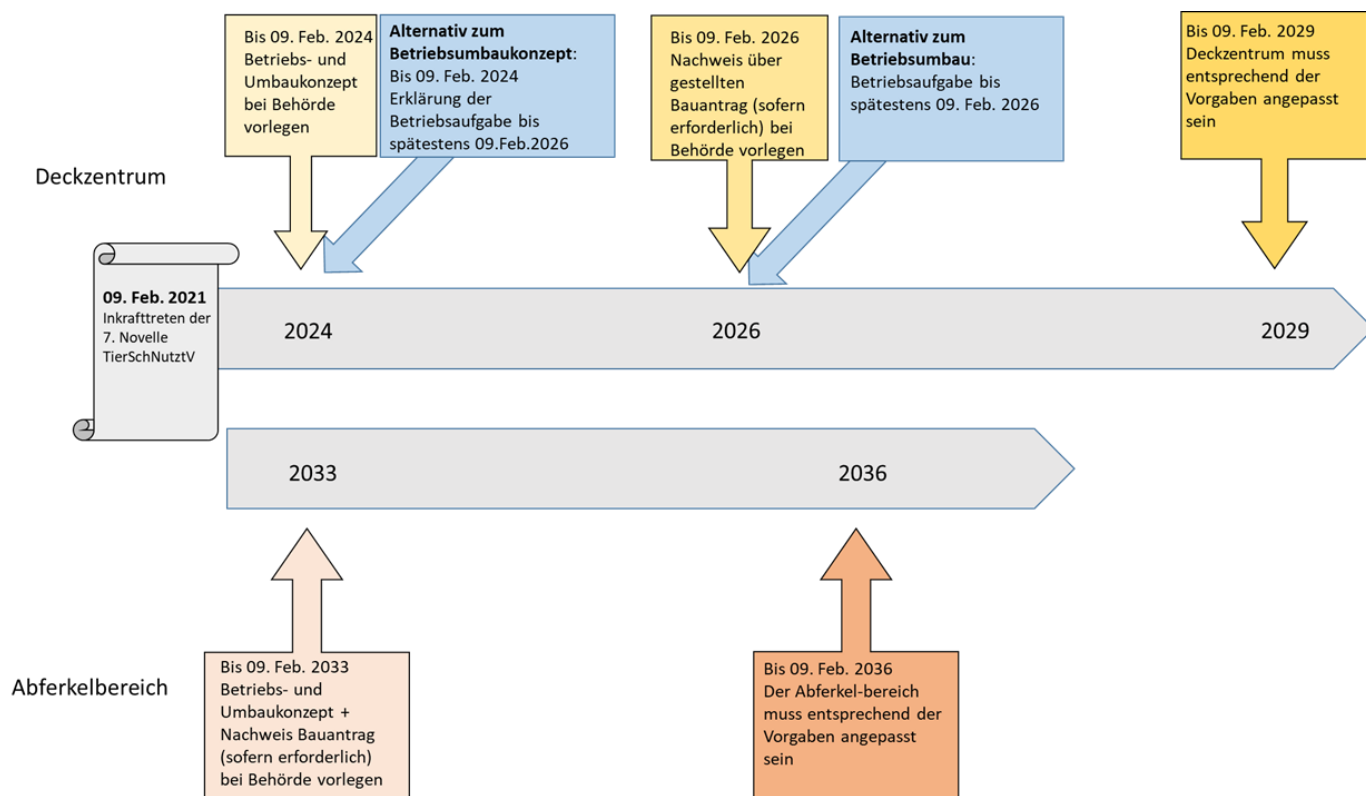 Bis 09. Feb. 2024
Betriebs- und
Umbaukonzept
bei Behörde
vorlegen
Alternativ zum
Betriebsumbaukonzept:
Bis 09. Feb. 2024
Erklärung der
Betriebsaufgabe bis
spätestens 09.Feb.2026
Bis 09. Feb. 2026
Nachweis über
gestellten
Bauantrag (sofern
erforderlich) bei
Behörde vorlegen
Alternativ zum
Betriebsumbau:
Betriebsaufgabe bis
spätestens 09. Feb. 2026
Bis 09. Feb. 2029
Deckzentrum muss
entsprechend der
Vorgaben angepasst
sein
Deckzentrum
09. Feb. 2021
Inkrafttreten der
7. Novelle
TierSchNutztV
2024
2026
2029
2033
2036
Abferkelbereich
Bis 09. Feb. 2033
Betriebs- und
Umbaukonzept +
Nachweis Bauantrag
(sofern erforderlich)
bei Behörde vorlegen
Bis 09. Feb. 2036
Der Abferkel-bereich
muss entsprechend der
Vorgaben angepasst
sein